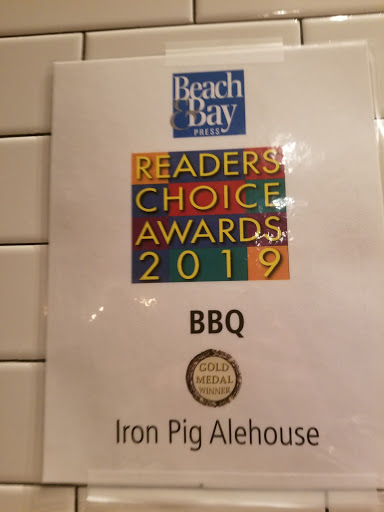 Beach
&Bay
PRESS
READERS
CHOICE
AWARDS
2019
BBQ
GOLD
MEDAL
WINNER
Iron Pig Alehouse